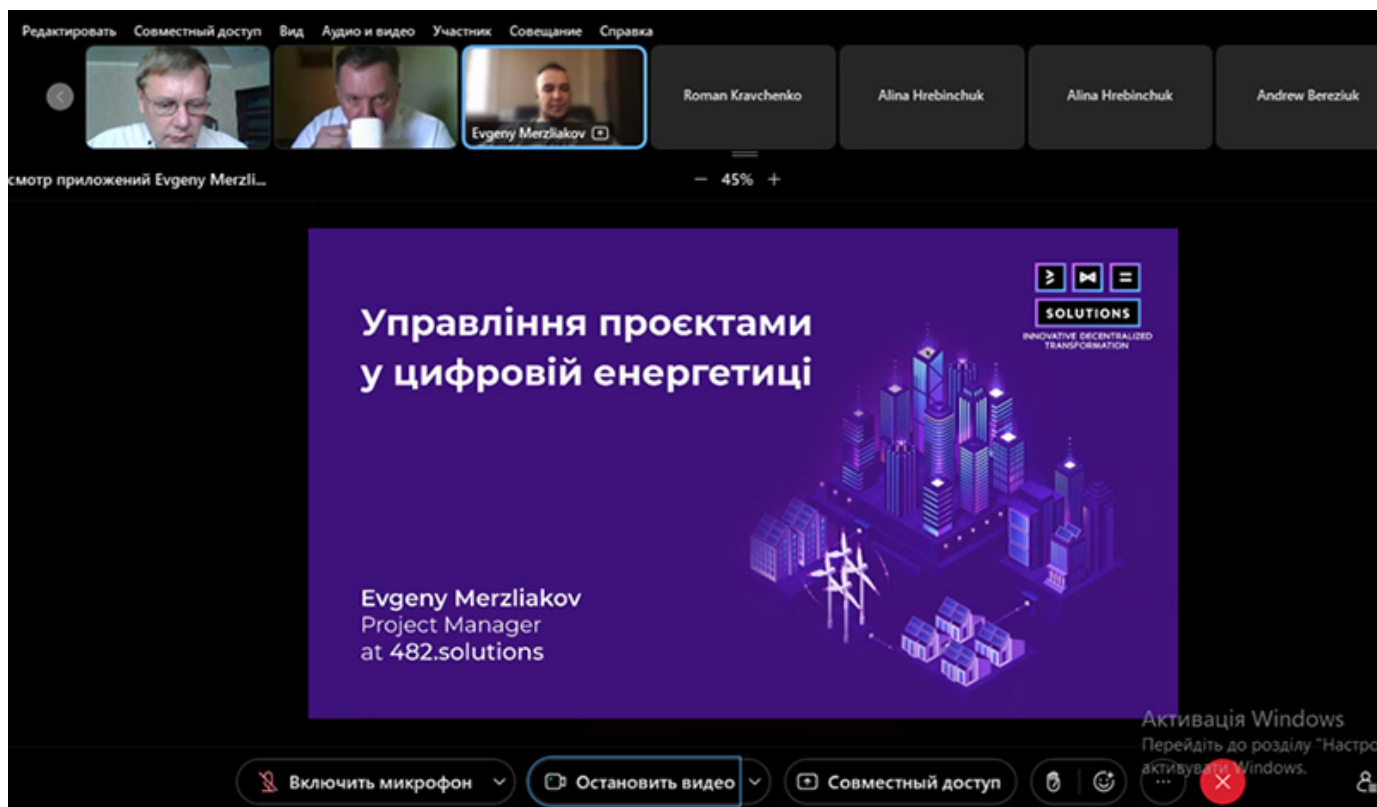 Редактировать Совместный доступ Вид Аудио и видео Участник Совещание Справка
Evgeny Merzliakov
Roman Kravchenko
Alina Hrebinchuk
Alina Hrebinchuk
Andrew Bereziuk
смотр приложений Evgeny Merzli...
− 45% +
SOLUTIONS
INNOVATIVE DECENTRALIZED
TRANSFORMATION
Управління проєктами
у цифровій енергетиці
Evgeny Merzliakov
Project Manager
at 482.solutions
Активація Windows
Перейдіть до розділу "Настро
активувати Windows.
Включить микрофон
Остановить видео
Совместный доступ